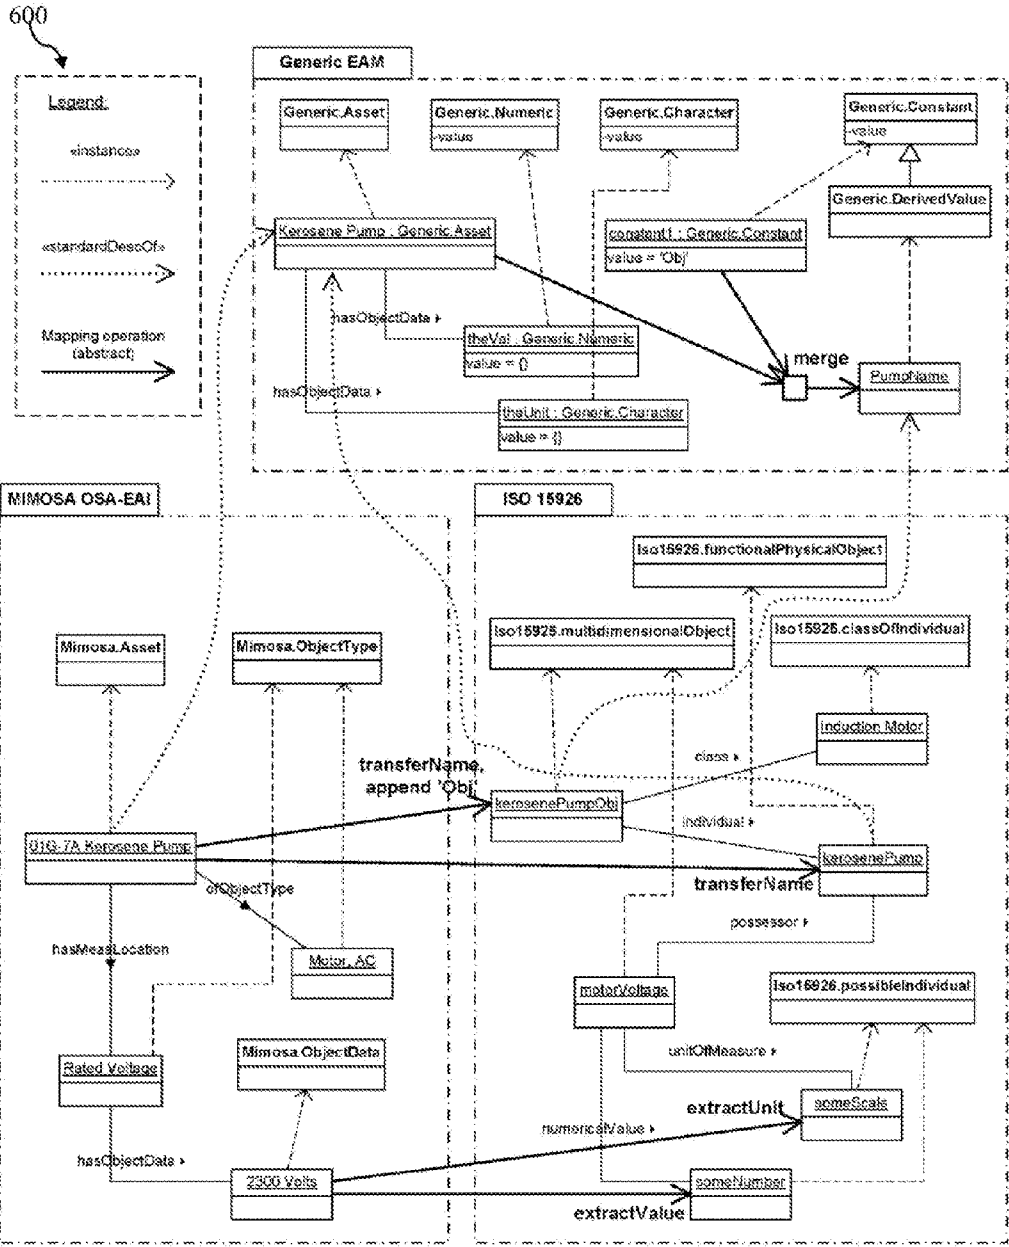 600
Legend:
«instance»
«standardDescOf»
Mapping operation
(abstract)
Generic EAM
Generic.Asset
Generic.Numeric
-value
Generic.Character
-value
Generic.Constant
-value
Generic.DerivedValue
Kerosene Pump : Generic.Asset
constant1 : Generic.Constant
value = 'Obj'
hasObjectData
theVal : Generic.Numeric
value = {}
merge
PumpName
hasObjectData
theUnit : Generic.Character
value = {}
MIMOSA OSA-EAI
Mimosa.Asset
Mimosa.ObjectType
01G-7A Kerosene Pump
ofObjectType
hasMeasLocation
Motor, AC
Rated Voltage
Mimosa.ObjectData
hasObjectData
2300 Volts
transferName,
append 'Obj
ISO 15926
Iso15926.functionalPhysicalObject
Iso15926.multidimensionalObject
Iso15926.classOfIndividual
Induction Motor
class
kerosenePumpObj
individual
kerosenePump
transferName
possessor
motorVoltage
Iso15926.possibleIndividual
unitOfMeasure
someScale
extractUnit
numericalValue
someNumber
extractValue